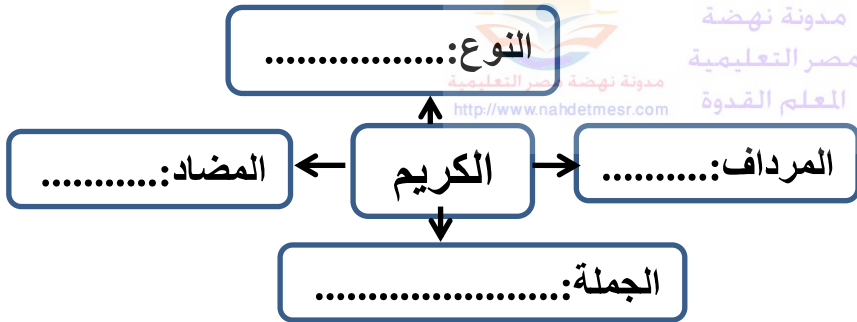 مدونة نهضة
مصر التعليمية
المعلم القدوة
مدونة نهضة مصر التعليمية
http://www.nahdetmesr.com
النوع:.................
المرداف:..........
الكريم
المضاد:...........
الجملة:.......................